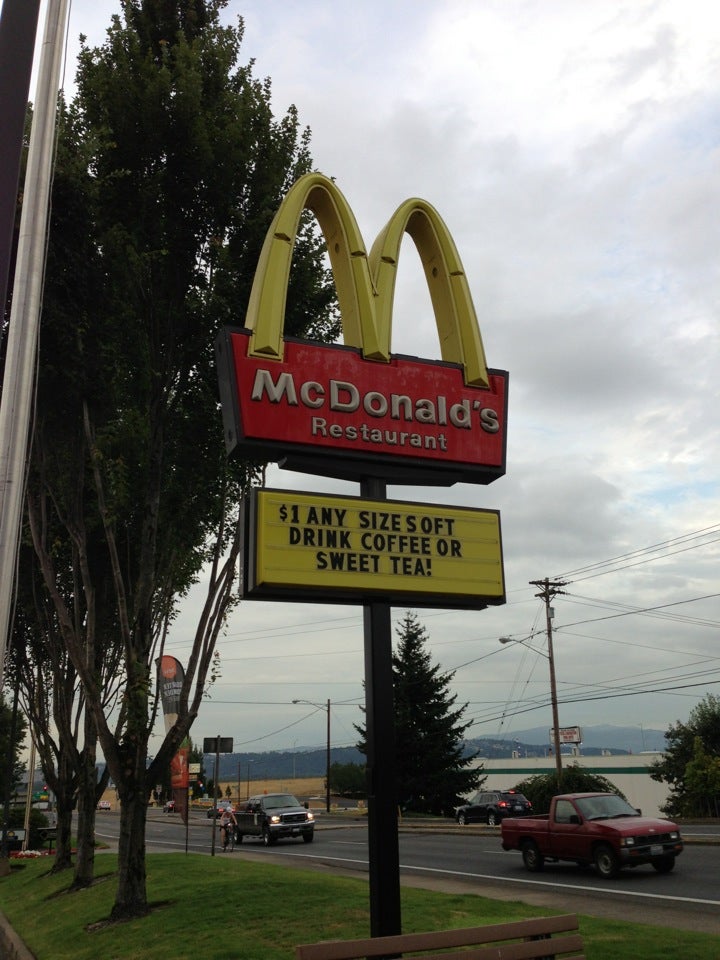 McDonald's
Restaurant
$1 ANY SIZE SOFT
DRINK COFFEE OR
SWEET TEA!